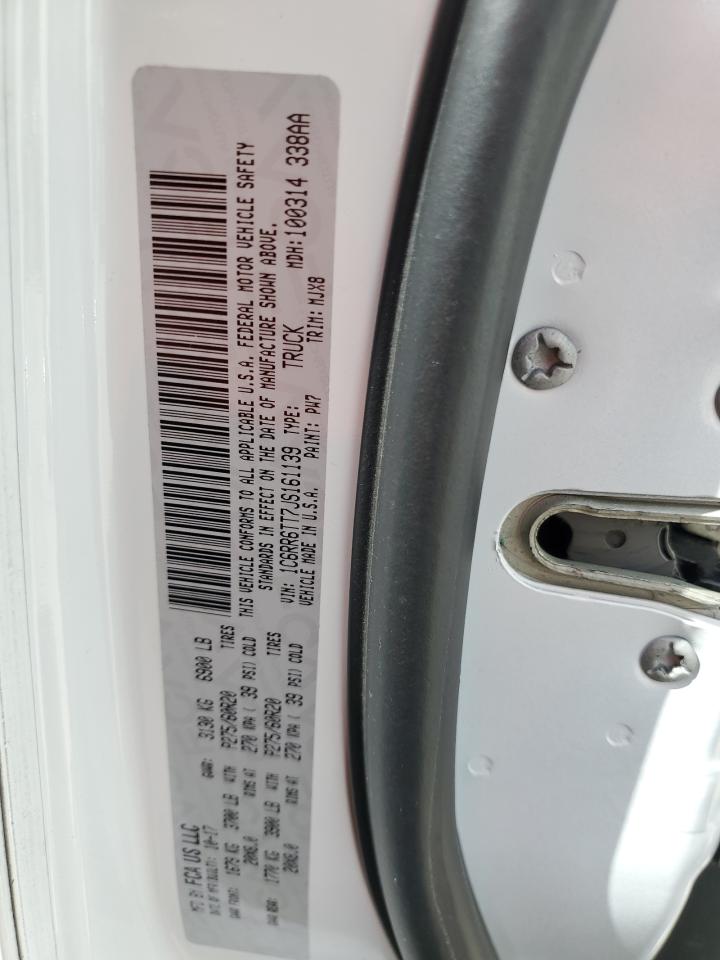 MFD BY: FCA US LLC
DATE OF MFR(BUILT): 10-17 GVWR: 3130 KG 6900 LB
GAWR FRONT: 1675 KG 3700 LB WITH P275/60R20 TIRES
20X8.0 RIMS AT 270 KPA ( 39 PSI) COLD
GAWR REAR: 1770 KG 3900 LB WITH P275/60R20 TIRES
20X8.0 RIMS AT 270 KPA ( 39 PSI) COLD
THIS VEHICLE CONFORMS TO ALL APPLICABLE U.S.A. FEDERAL MOTOR VEHICLE SAFETY
STANDARDS IN EFFECT ON THE DATE OF MANUFACTURE SHOWN ABOVE.
VIN: 1C6RR6TT7JS161139 TYPE: TRUCK MDH:100314 338AA
VEHICLE MADE IN U.S.A. PAINT: PW7 TRIM: MJX8